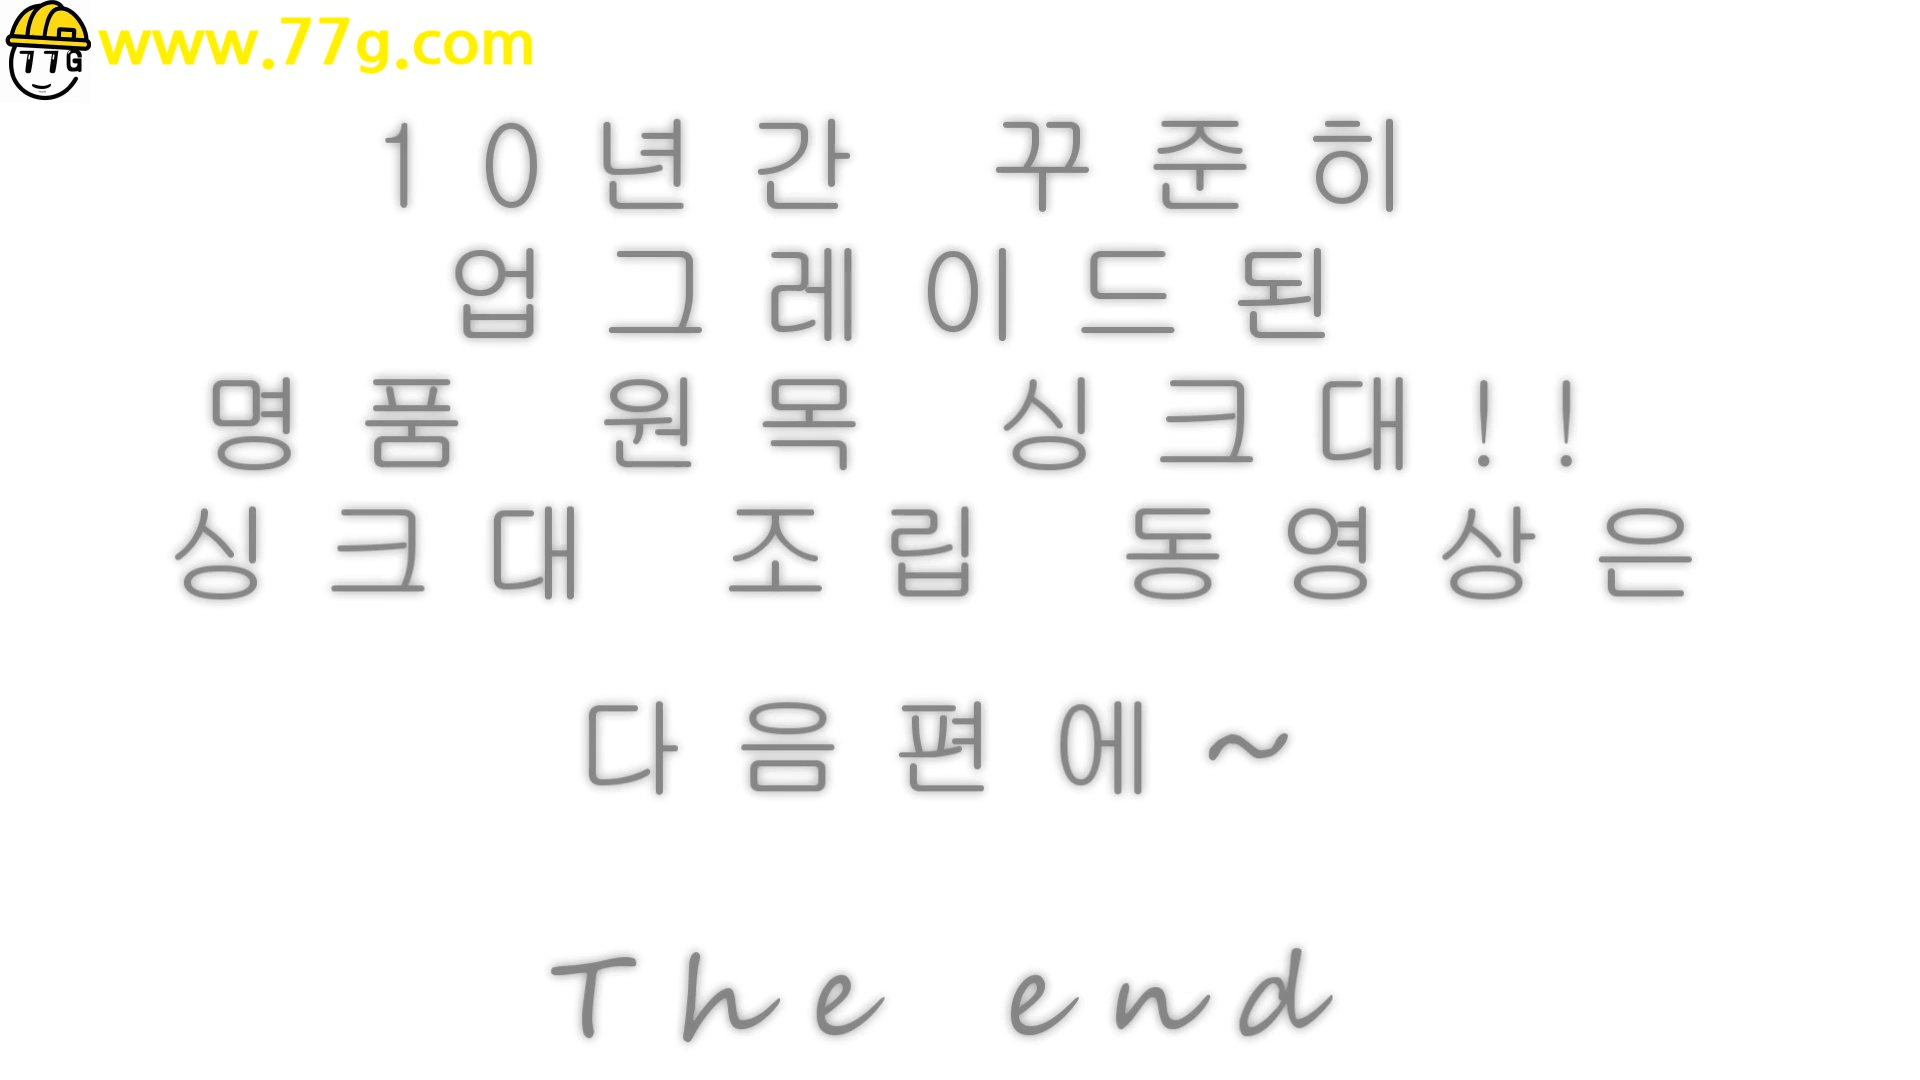 77G www.77g.com
10년간 꾸준히
업그레이드된
명품 원목 싱크대!!
싱크대 조립 동영상은
다음편에~
The end